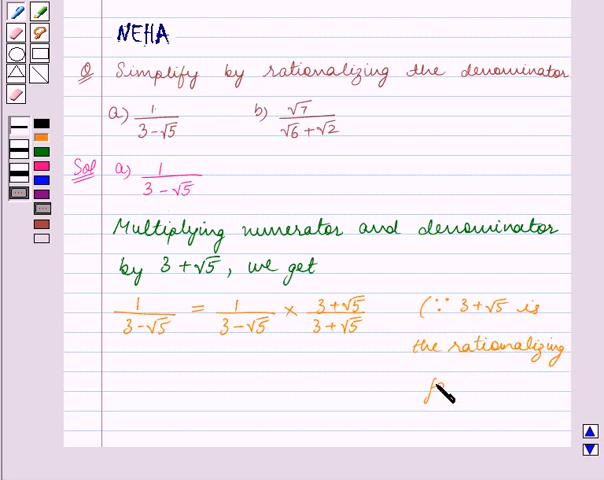 NEHA
Q Simplify by rationalizing the denominator
a) 1/(3-√5) b) √7/(√6+√2)
Sol a) 1/(3-√5)
Multiplying numerator and denominator
by 3+√5, we get
1/(3-√5) = 1/(3-√5) × (3+√5)/(3+√5) (∵ 3+√5 is
the rationalizing